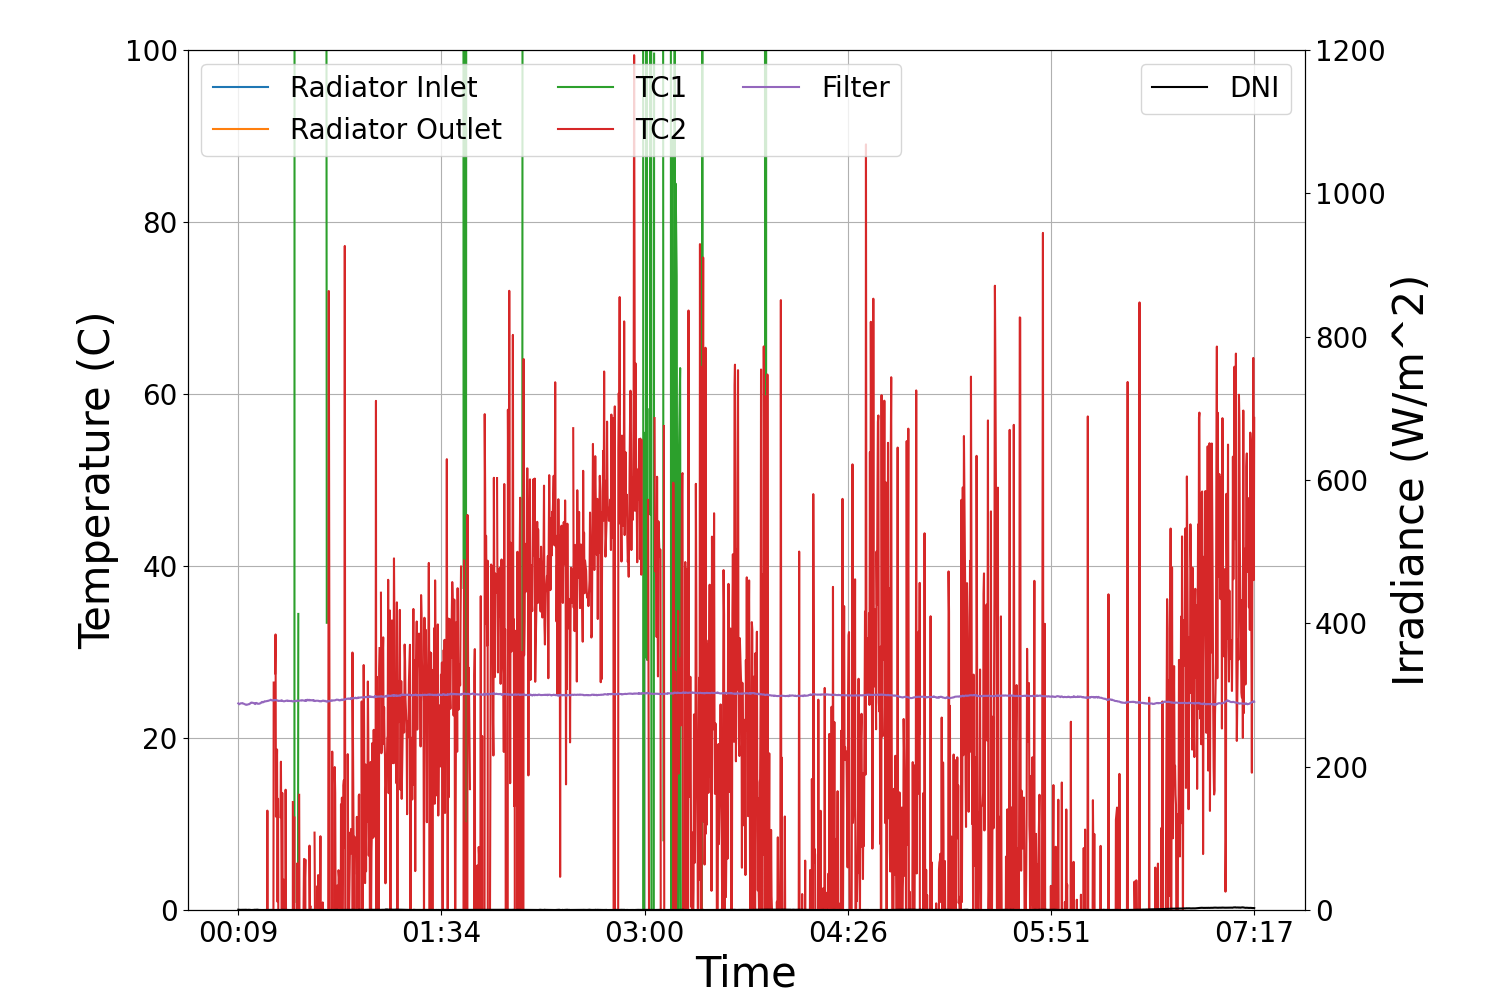 Radiator Inlet
Radiator Outlet
TC1
TC2
Filter
DNI
100
80
60
40
20
0
Temperature (C)
1200
1000
800
600
400
200
0
Irradiance (W/m^2)
00:09 01:34 03:00 04:26 05:51 07:17
Time